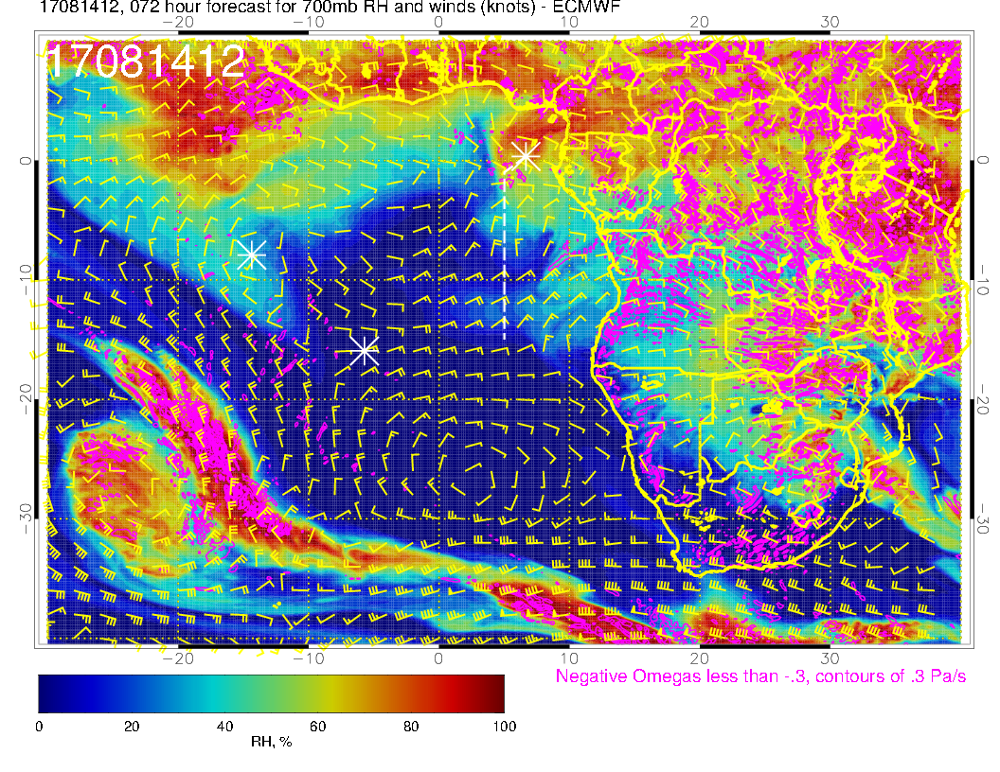 17081412, 072 hour forecast for 700mb RH and winds (knots) - ECMWF
-20 -10 0 10 20 30
17081412
0 0
-10 -10
-20 -20
-30 -30
-20 -10 0 10 20 30
Negative Omegas less than -.3, contours of .3 Pa/s
0 20 40 60 80 100
RH, %